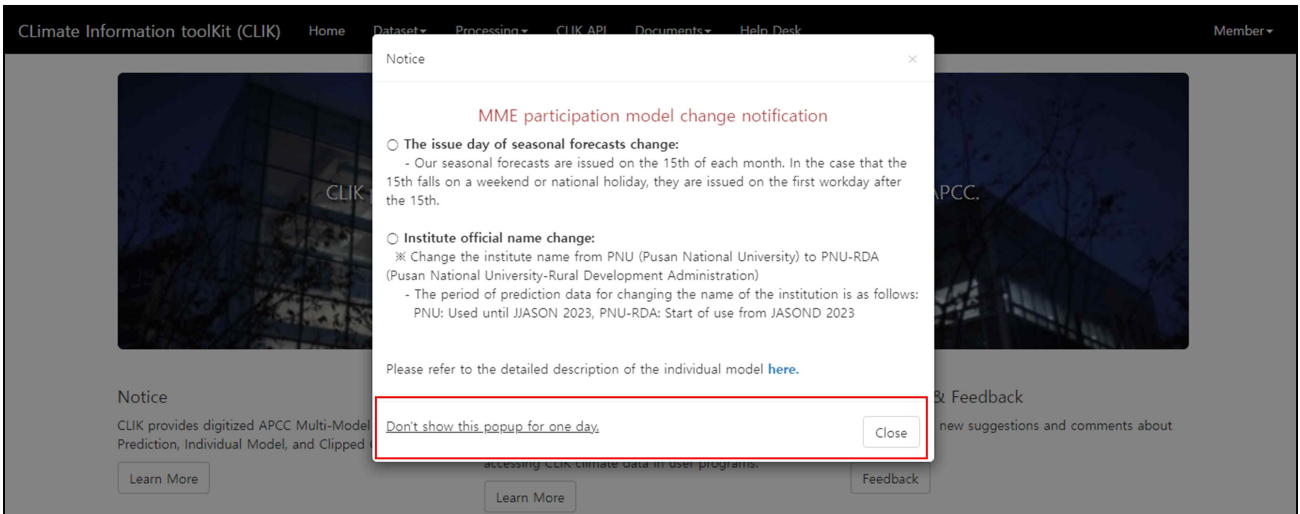 CLimate Information toolKit (CLIK) Home Dataset Processing CLIK API Documents Help Desk Member
Notice ×
MME participation model change notification
○ The issue day of seasonal forecasts change:
- Our seasonal forecasts are issued on the 15th of each month. In the case that the
15th falls on a weekend or national holiday, they are issued on the first workday after
the 15th.
○ Institute official name change:
※ Change the institute name from PNU (Pusan National University) to PNU-RDA
(Pusan National University-Rural Development Administration)
- The period of prediction data for changing the name of the institution is as follows:
PNU: Used until JJASON 2023, PNU-RDA: Start of use from JASOND 2023
Please refer to the detailed description of the individual model here.
Don't show this popup for one day.
Close
CLIK
APCC.
Notice
CLIK provides digitized APCC Multi-Model
Prediction, Individual Model, and Clipped
Learn More
accessing CLIK climate data in user programs.
Learn More
& Feedback
new suggestions and comments about
Feedback